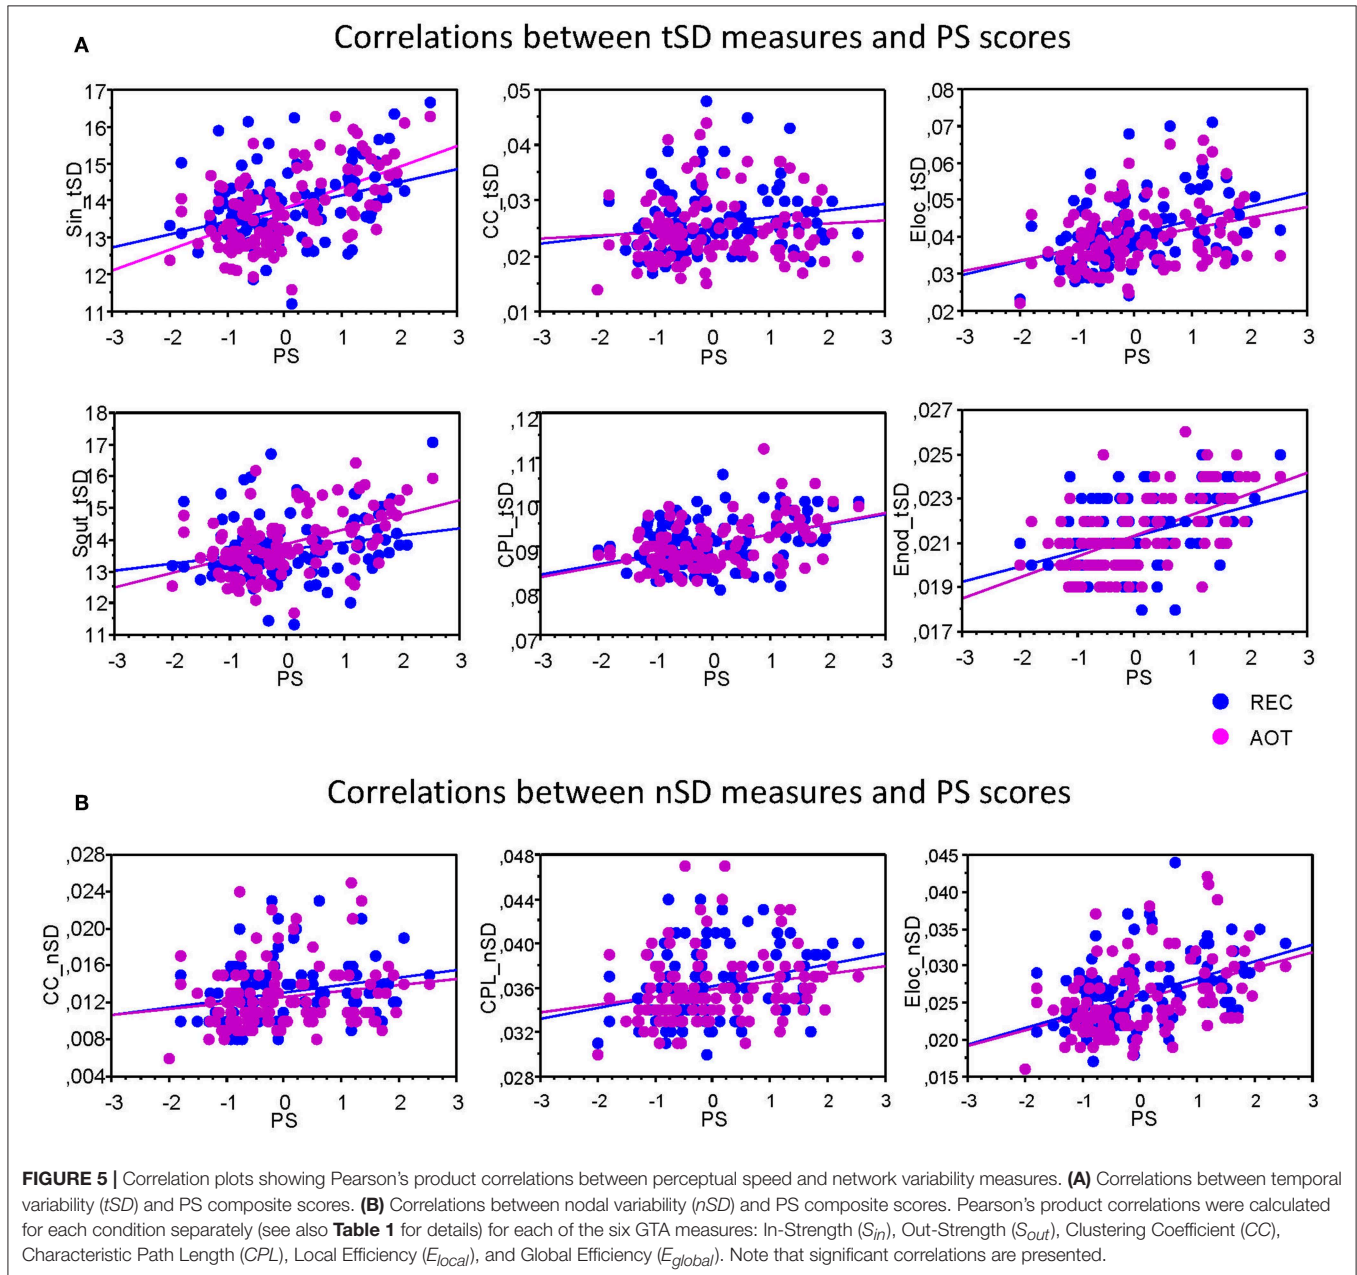 A
Correlations between tSD measures and PS scores
17
16
15
14
13
12
11
Sin_tSD
-3 -2 -1 0 1 2 3
PS
,05
,04
,03
,02
,01
CC_tSD
-3 -2 -1 0 1 2 3
PS
,08
,07
,06
,05
,04
,03
,02
Eloc_tSD
-3 -2 -1 0 1 2 3
PS
18
17
16
15
14
13
12
11
Sout_tSD
-3 -2 -1 0 1 2 3
PS
,12
,11
,10
,09
,08
,07
CPL_tSD
-3 -2 -1 0 1 2 3
PS
,027
,025
,023
,021
,019
,017
Enod_tSD
-3 -2 -1 0 1 2 3
PS
REC
AOT
B
Correlations between nSD measures and PS scores
,028
,024
,020
,016
,012
,008
,004
CC_nSD
-3 -2 -1 0 1 2 3
PS
,048
,044
,040
,036
,032
,028
CPL_nSD
-3 -2 -1 0 1 2 3
PS
,045
,040
,035
,030
,025
,020
,015
Eloc_nSD
-3 -2 -1 0 1 2 3
PS
FIGURE 5 | Correlation plots showing Pearson's product correlations between perceptual speed and network variability measures. (A) Correlations between temporal
variability (tSD) and PS composite scores. (B) Correlations between nodal variability (nSD) and PS composite scores. Pearson's product correlations were calculated
for each condition separately (see also Table 1 for details) for each of the six GTA measures: In-Strength (Sin), Out-Strength (Sout), Clustering Coefficient (CC),
Characteristic Path Length (CPL), Local Efficiency (Elocal), and Global Efficiency (Eglobal). Note that significant correlations are presented.